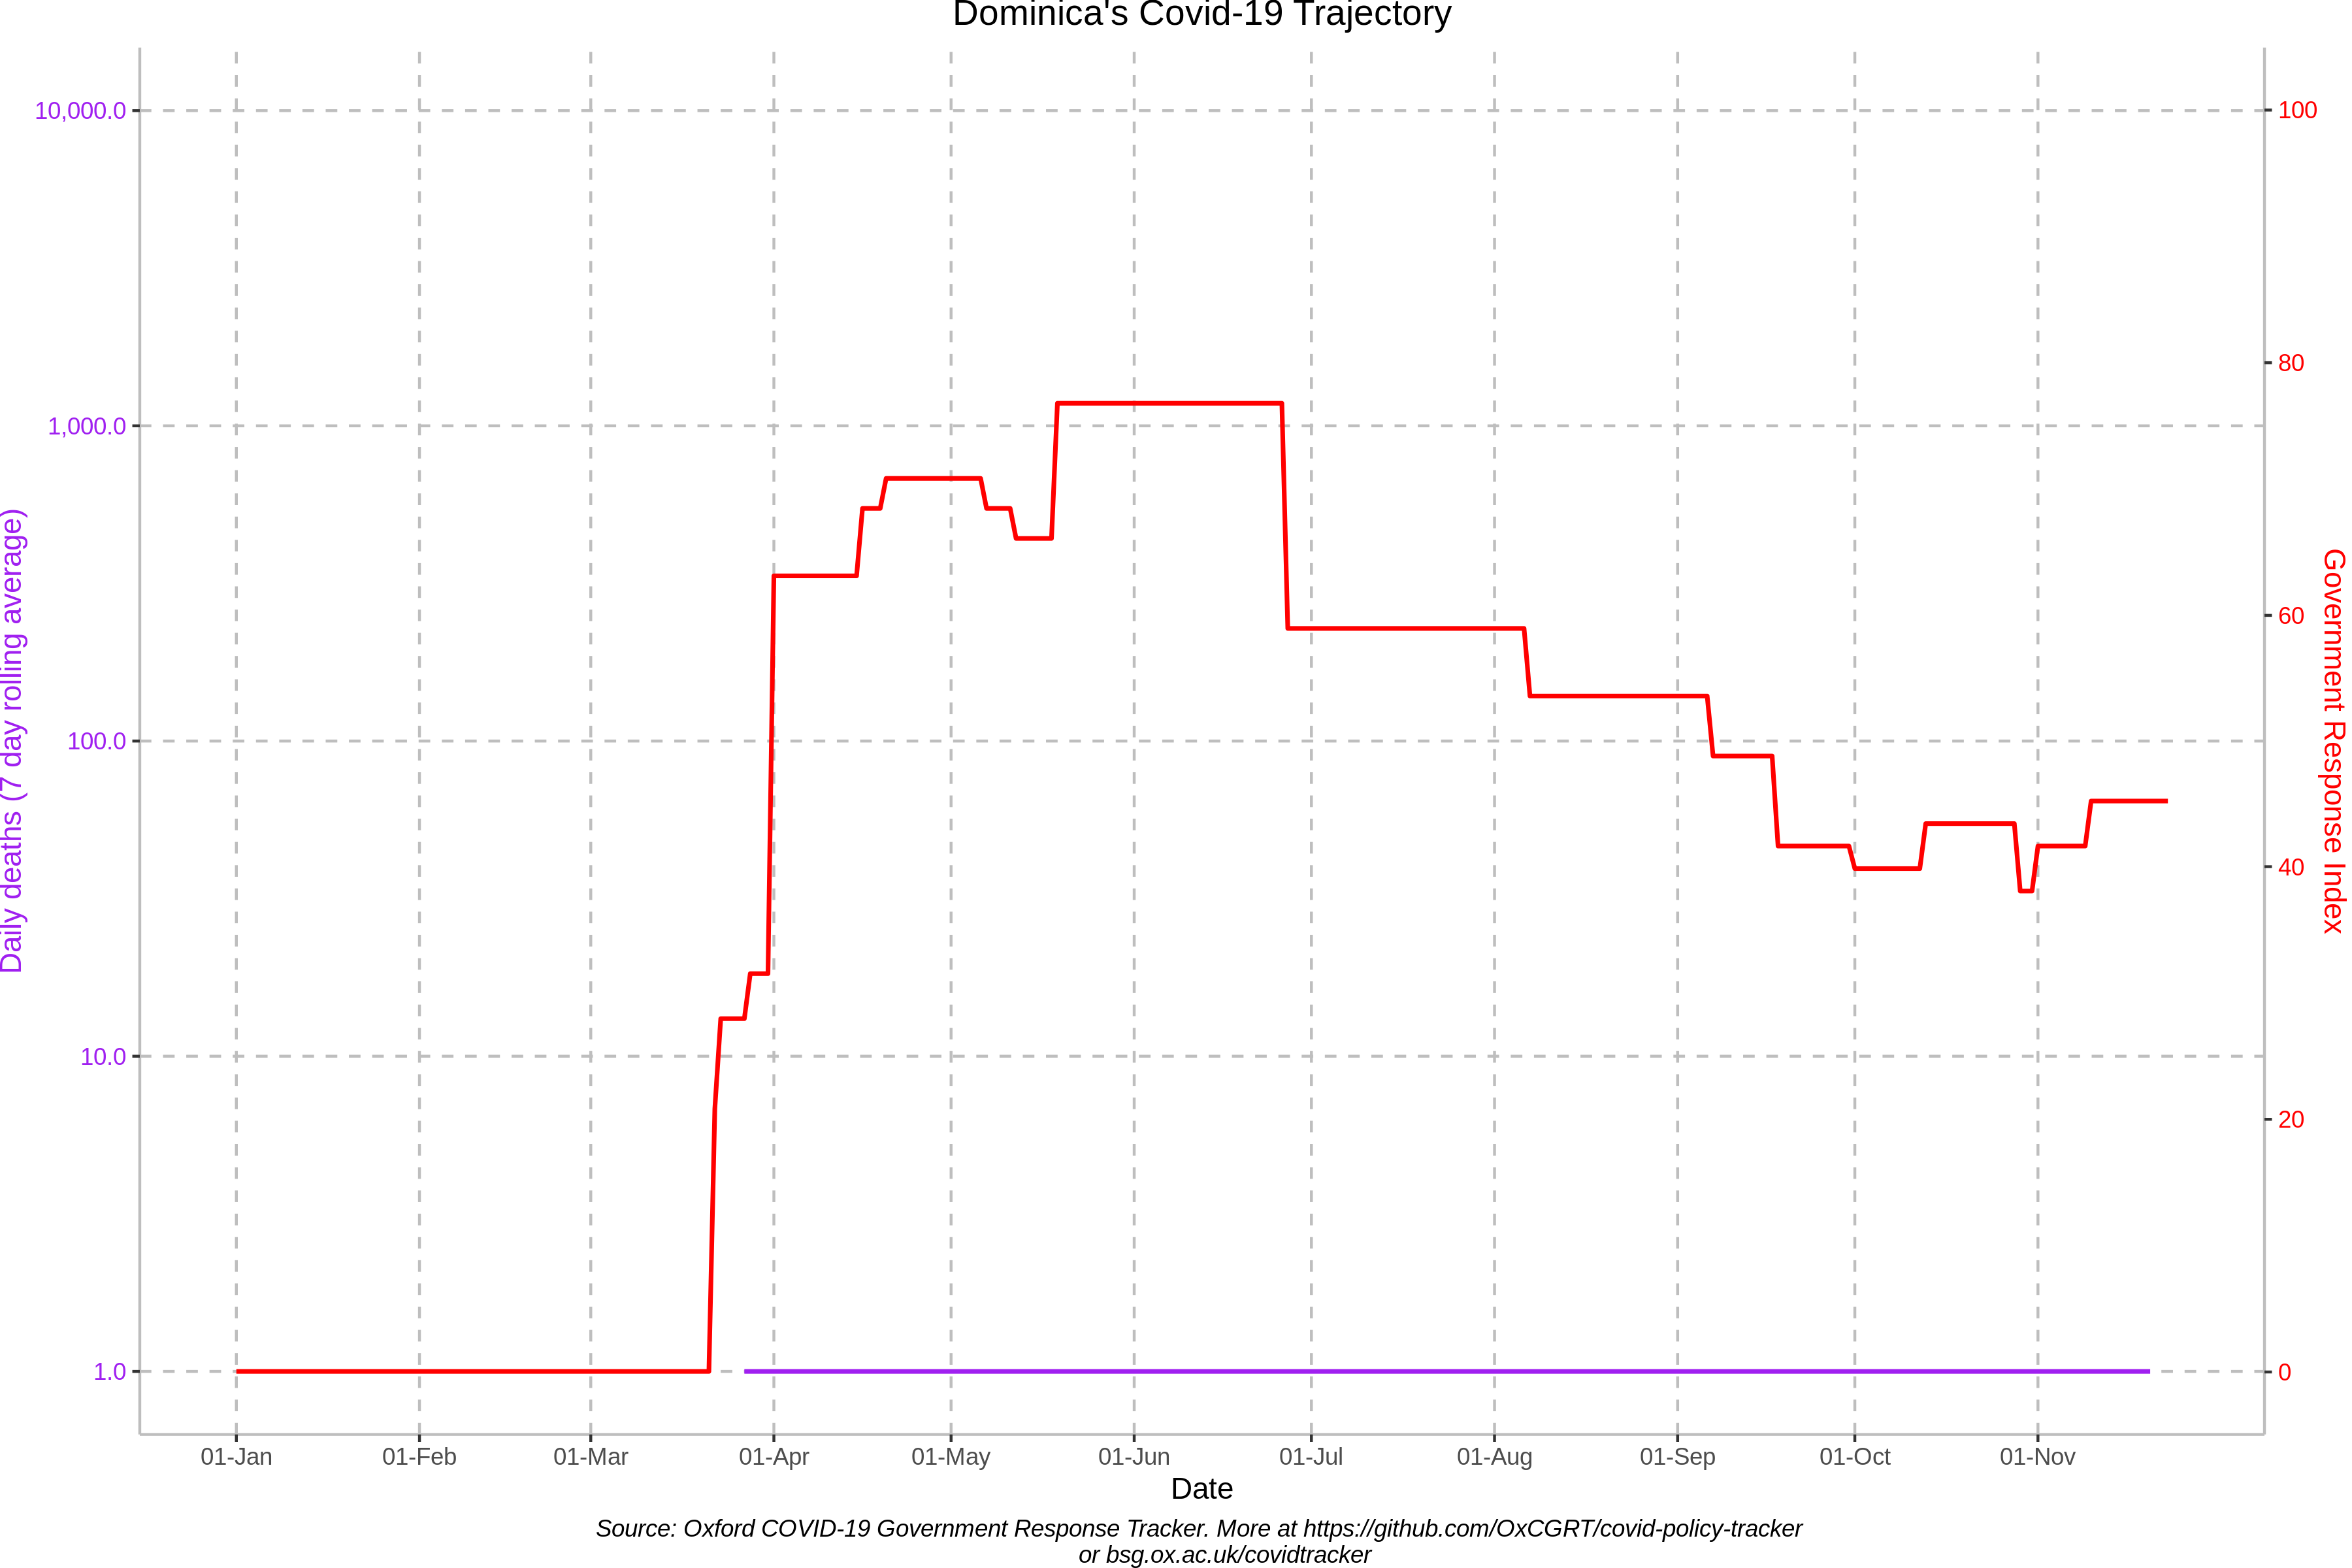 Dominica's Covid-19 Trajectory
10,000.0
1,000.0
100.0
10.0
1.0
Daily deaths (7 day rolling average)
100
80
60
40
20
0
Government Response Index
01-Jan
01-Feb
01-Mar
01-Apr
01-May
01-Jun
01-Jul
01-Aug
01-Sep
01-Oct
01-Nov
Date
Source: Oxford COVID-19 Government Response Tracker. More at https://github.com/OxCGRT/covid-policy-tracker
or bsg.ox.ac.uk/covidtracker